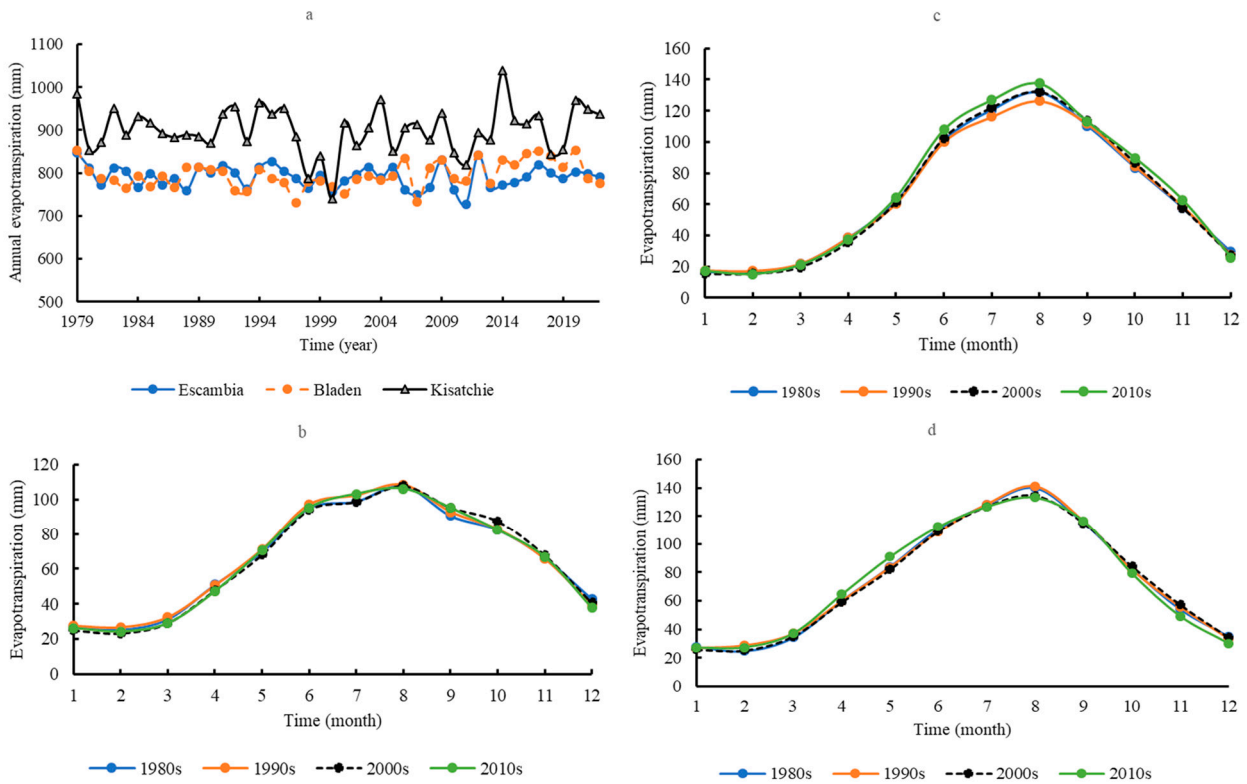 a
Annual evapotranspiration (mm)
1100
1000
900
800
700
600
500
1979 1984 1989 1994 1999 2004 2009 2014 2019
Time (year)
Escambia Bladen Kisatchie
c
Evapotranspiration (mm)
160
140
120
100
80
60
40
20
0
1 2 3 4 5 6 7 8 9 10 11 12
Time (month)
1980s 1990s 2000s 2010s
b
Evapotranspiration (mm)
120
100
80
60
40
20
0
1 2 3 4 5 6 7 8 9 10 11 12
Time (month)
1980s 1990s 2000s 2010s
d
Evapotranspiration (mm)
160
140
120
100
80
60
40
20
0
1 2 3 4 5 6 7 8 9 10 11 12
Time (month)
1980s 1990s 2000s 2010s